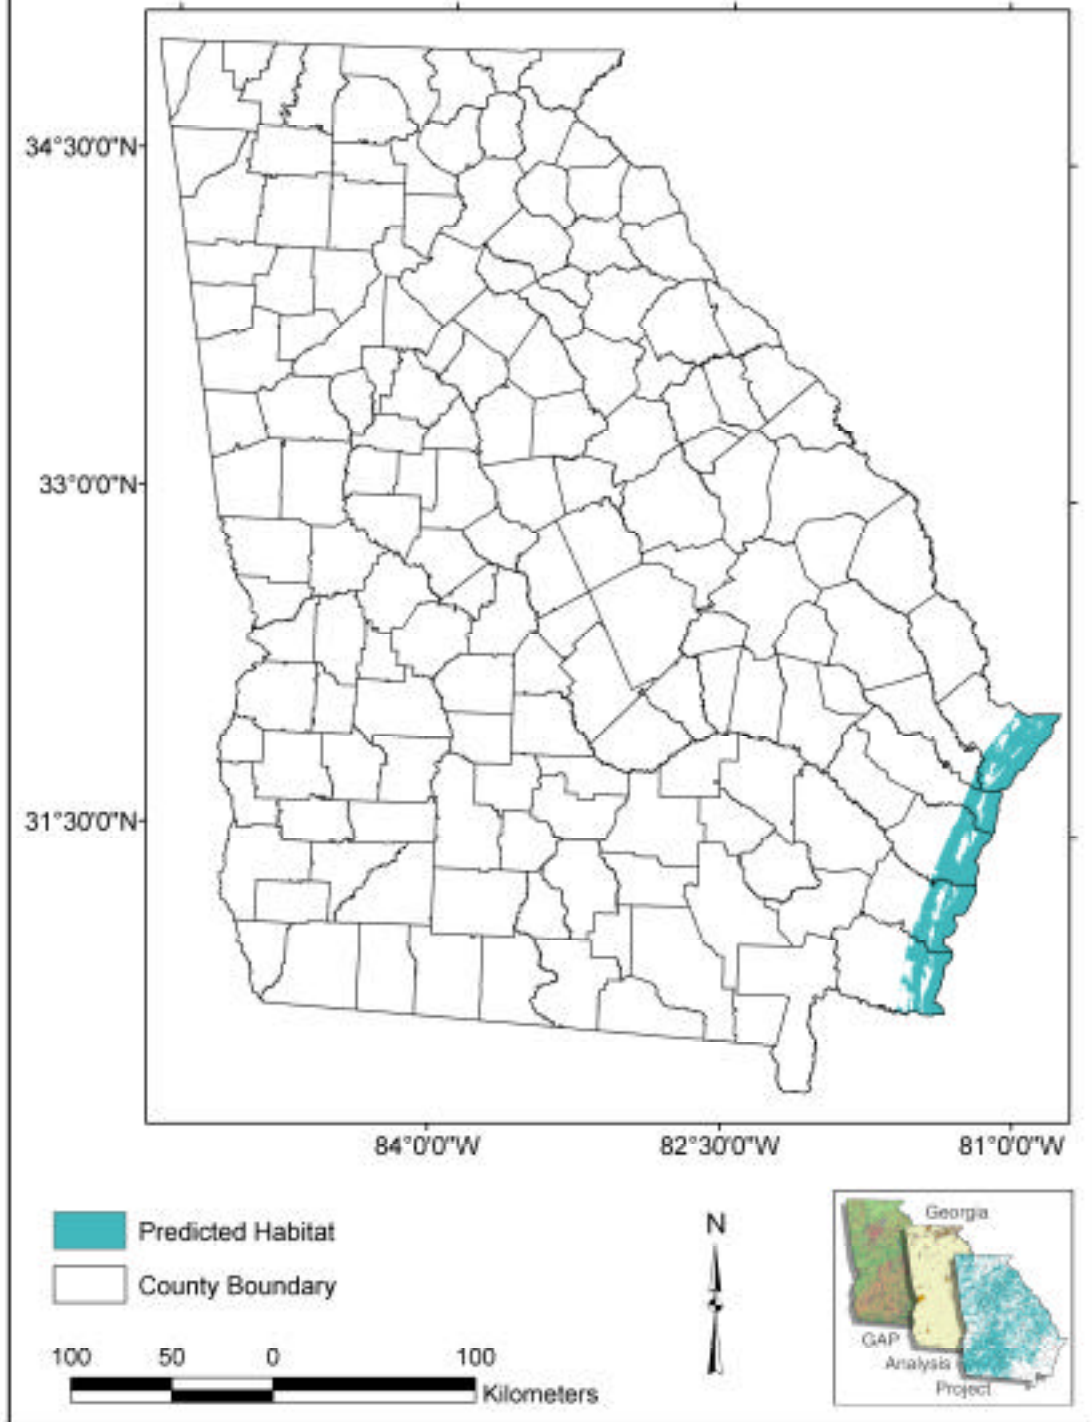 34°30'0"N
33°0'0"N
31°30'0"N
84°0'0"W 82°30'0"W 81°0'0"W
Predicted Habitat
County Boundary
N
100 50 0 100
Kilometers
Georgia
GAP
Analysis
Project